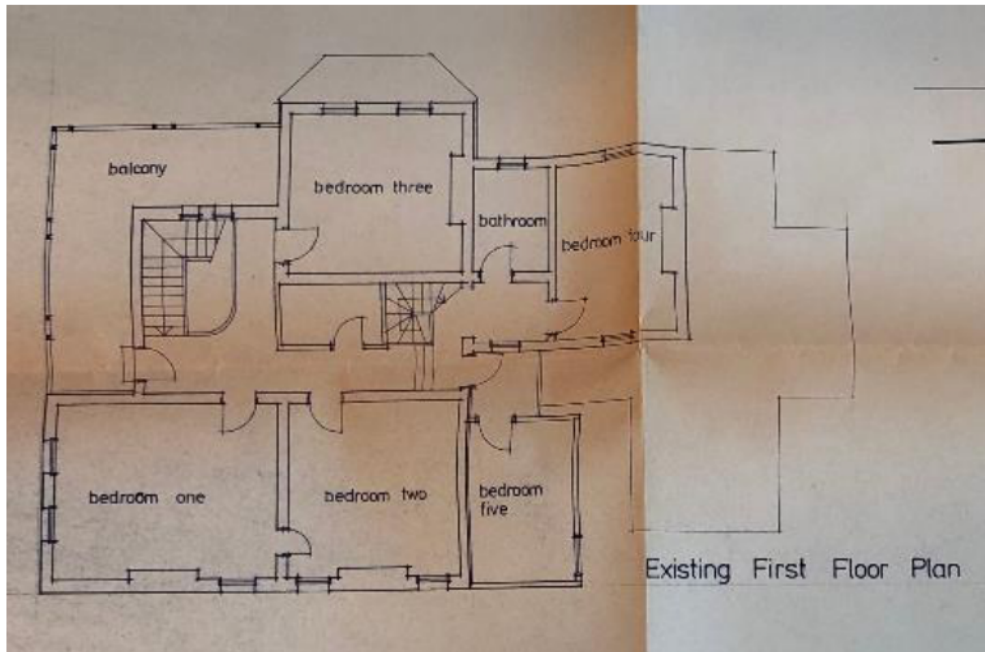 balcony
bedroom three
bathroom
bedroom four
bedroom one
bedroom two
bedroom
five
Existing First Floor Plan